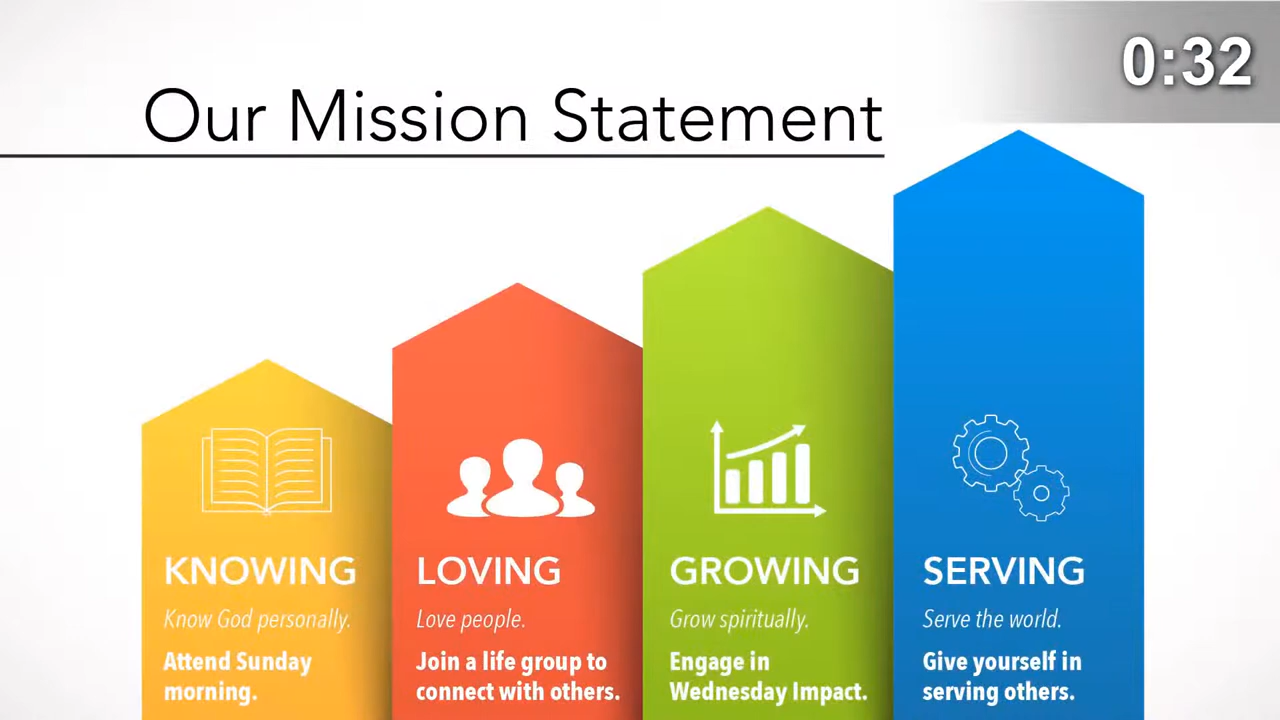 0:32
Our Mission Statement
KNOWING
Know God personally.
Attend Sunday
morning.
LOVING
Love people.
Join a life group to
connect with others.
GROWING
Grow spiritually.
Engage in
Wednesday Impact.
SERVING
Serve the world.
Give yourself in
serving others.